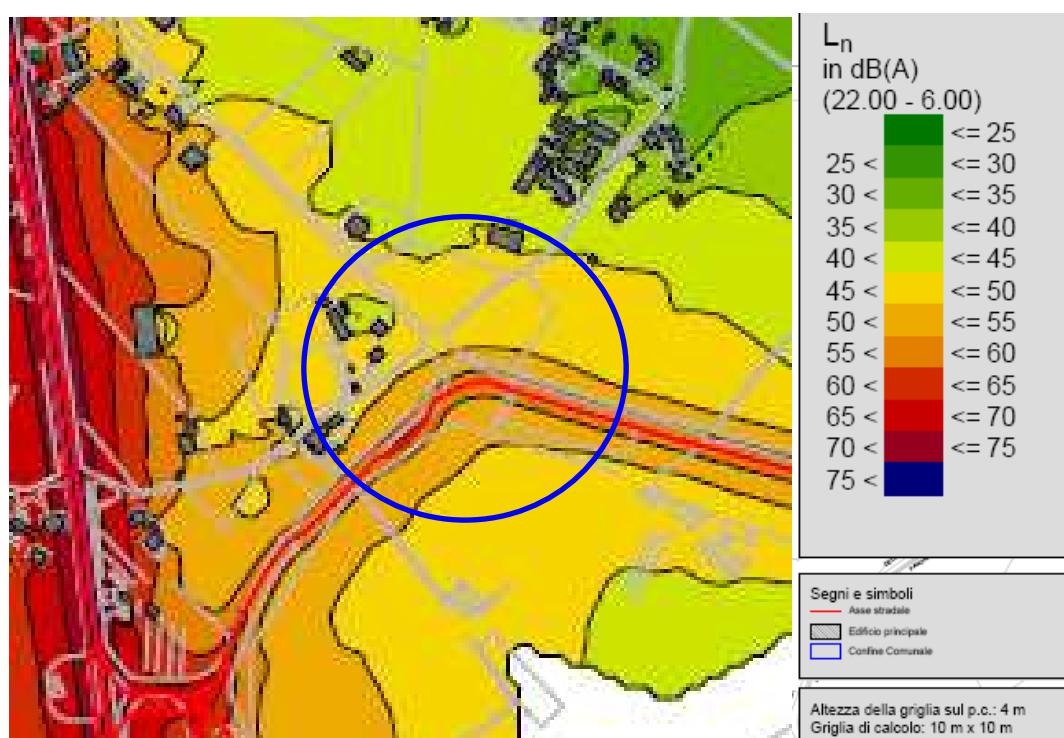 Ln
in dB(A)
(22.00 - 6.00)
<= 25
25 < <= 30
30 < <= 35
35 < <= 40
40 < <= 45
45 < <= 50
50 < <= 55
55 < <= 60
60 < <= 65
65 < <= 70
70 < <= 75
75 <
Segni e simboli
Asse stradale
Edificio principale
Confine Comunale
Altezza della griglia sul p.c.: 4 m
Griglia di calcolo: 10 m x 10 m